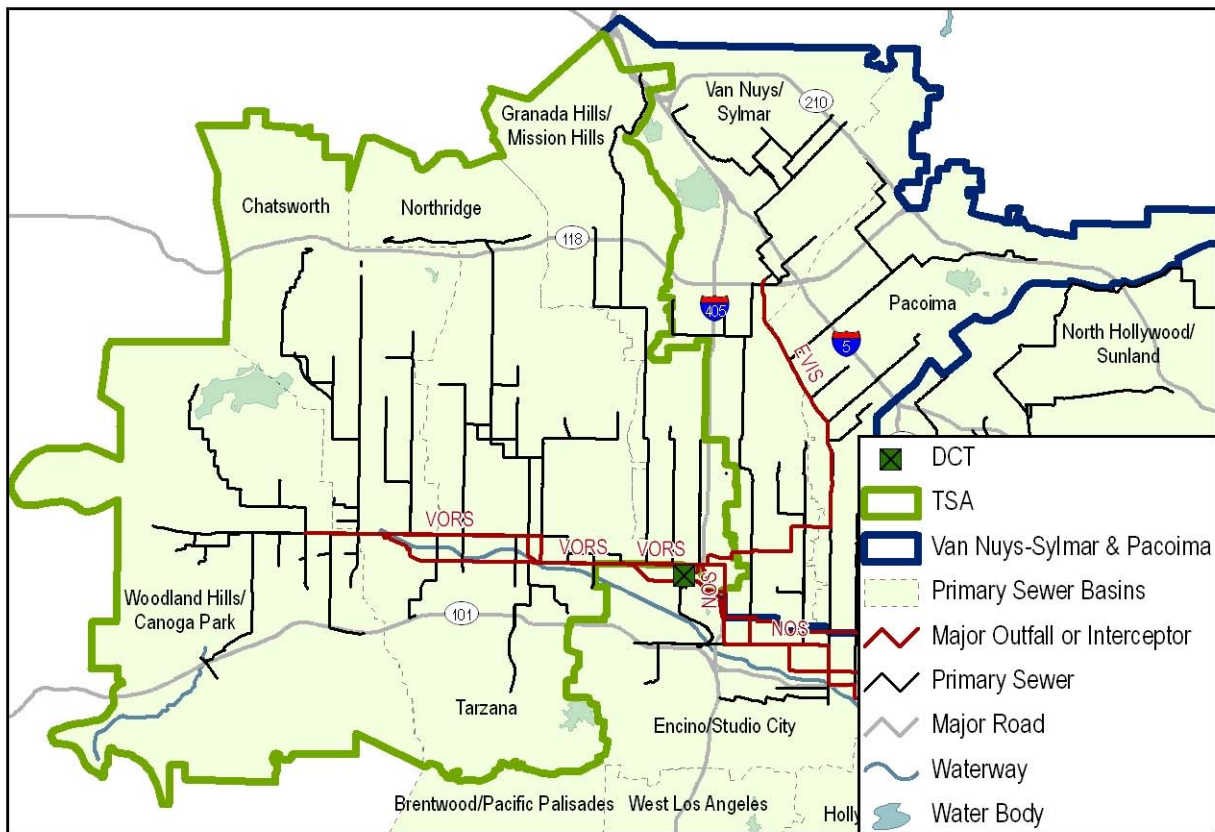 Van Nuys/
Sylmar
210
Granada Hills/
Mission Hills
Chatsworth
Northridge
118
405
Pacoima
5
North Hollywood/
Sunland
EVIS
VORS
VORS
VORS
NOS
NOS
Woodland Hills/
Canoga Park
101
Tarzana
Encino/Studio City
Brentwood/Pacific Palisades
West Los Angeles
Holly
DCT
TSA
Van Nuys-Sylmar & Pacoima
Primary Sewer Basins
Major Outfall or Interceptor
Primary Sewer
Major Road
Waterway
Water Body